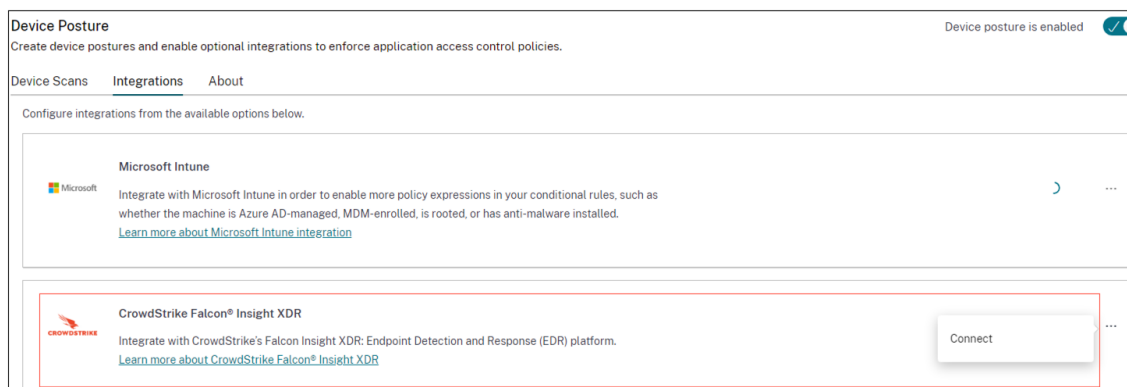 Device Posture
Device posture is enabled
Create device postures and enable optional integrations to enforce application access control policies.
Device Scans Integrations About
Configure integrations from the available options below.
Microsoft Intune
Microsoft
Integrate with Microsoft Intune in order to enable more policy expressions in your conditional rules, such as
whether the machine is Azure AD-managed, MDM-enrolled, is rooted, or has anti-malware installed.
Learn more about Microsoft Intune integration
CrowdStrike Falcon® Insight XDR
CROWDSTRIKE
Integrate with CrowdStrike's Falcon Insight XDR: Endpoint Detection and Response (EDR) platform.
Connect
Learn more about CrowdStrike Falcon® Insight XDR